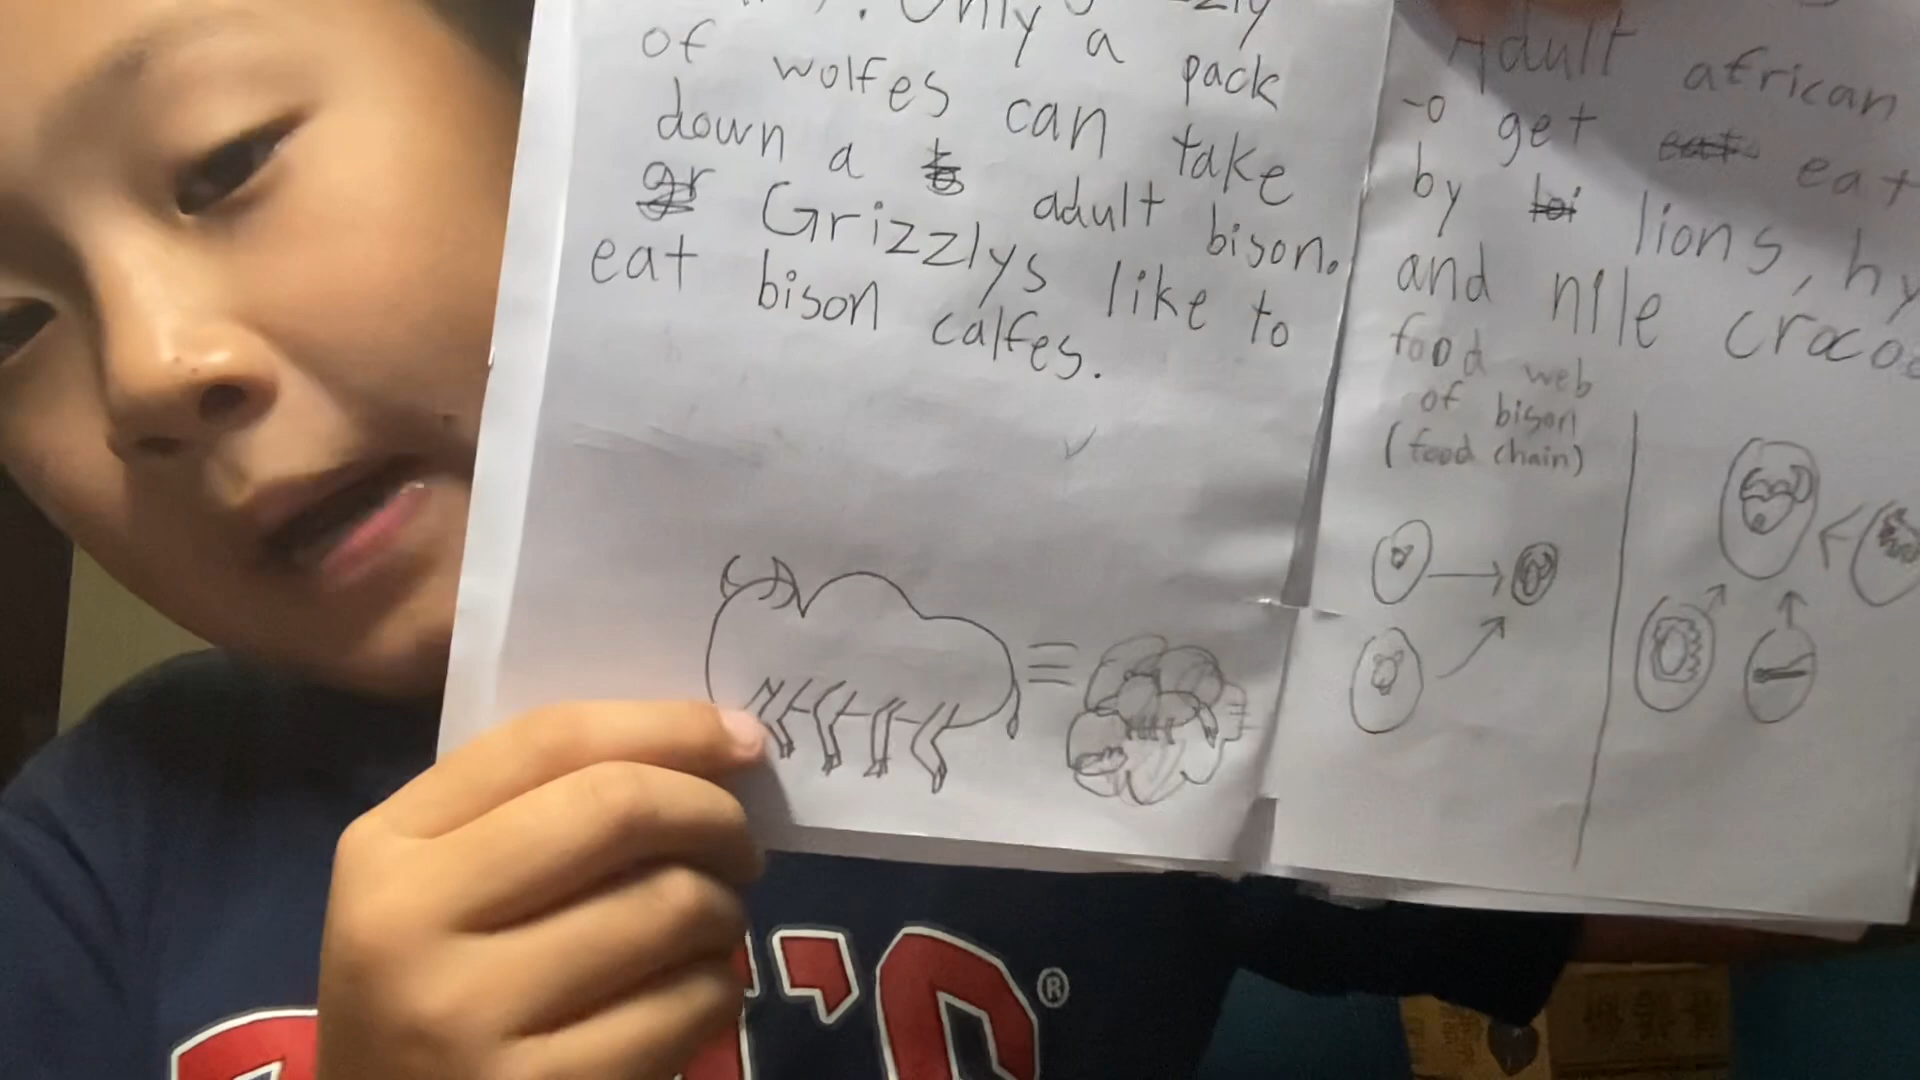 . Only a
of wolfes can pack
down a take
Grizzlys adult bison.
eat bison calfes. like to
Adult african
get eat
by lions,
and nile
food web
of bison
(food chain)
®